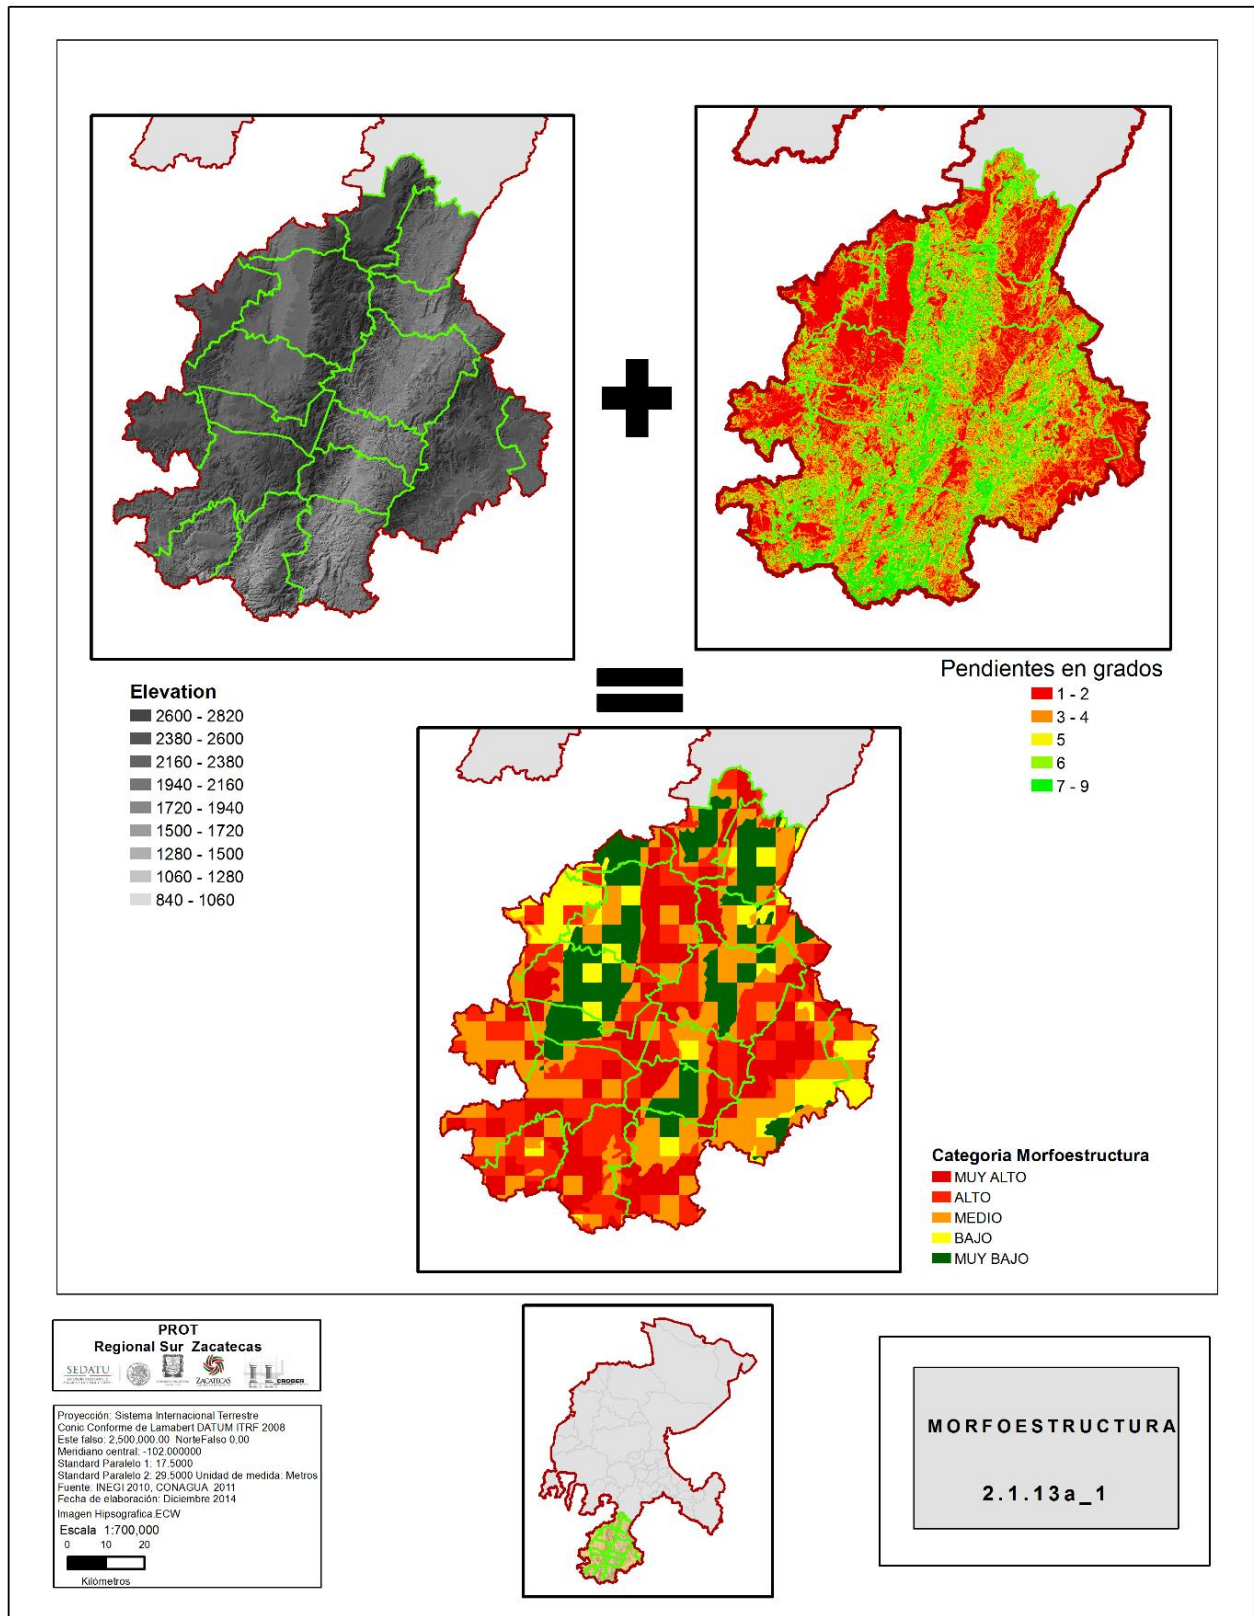 Elevation
2600 - 2820
2380 - 2600
2160 - 2380
1940 - 2160
1720 - 1940
1500 - 1720
1280 - 1500
1060 - 1280
840 - 1060
Pendientes en grados
1 - 2
3 - 4
5
6
7 - 9
Categoria Morfoestructura
MUY ALTO
ALTO
MEDIO
BAJO
MUY BAJO
PROT
Regional Sur Zacatecas
SEDATU
ZACATECAS
CRODER
Proyección: Sistema Internacional Terrestre
Conic Conforme de Lamabert DATUM ITRF 2008
Este falso: 2,500,000.00 NorteFalso 0.00
Meridiano central: -102.000000
Standard Paralelo 1: 17.5000
Standard Paralelo 2: 29.5000 Unidad de medida: Metros
Fuente: INEGI 2010, CONAGUA 2011
Fecha de elaboración: Diciembre 2014
Imagen Hipsografica.ECW
Escala 1:700,000
0 10 20
Kilómetros
MORFOESTRUCTURA
2.1.13a_1